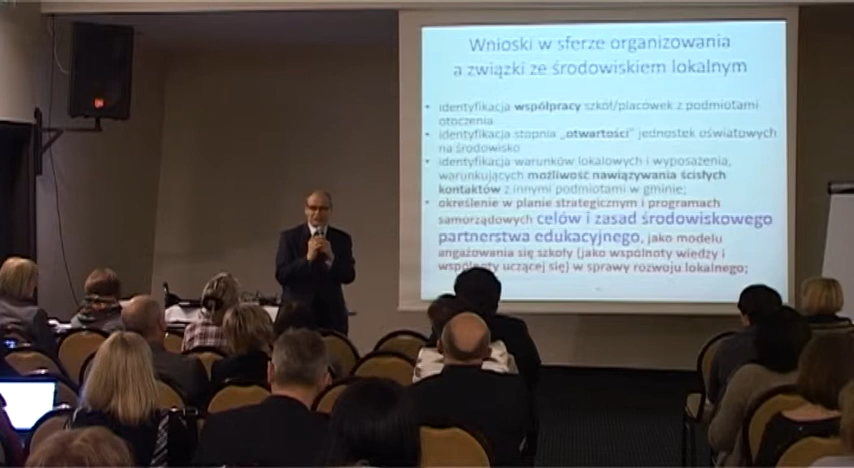 Wnioski w sferze organizowania
a związki ze środowiskiem lokalnym
• identyfikacja współpracy szkół/placówek z podmiotami
otoczenia
• identyfikacja stopnia „otwartości” jednostek oświatowych
na środowisko
• identyfikacja warunków lokalowych i wyposażenia,
warunkujących możliwość nawiązywania ścisłych
kontaktów z innymi podmiotami w gminie;
• określenie w planie strategicznym i programach
samorządowych celów i zasad środowiskowego
partnerstwa edukacyjnego, jako modelu
angażowania się szkoły (jako wspólnoty wiedzy i
wspólnoty uczącej się) w sprawy rozwoju lokalnego;